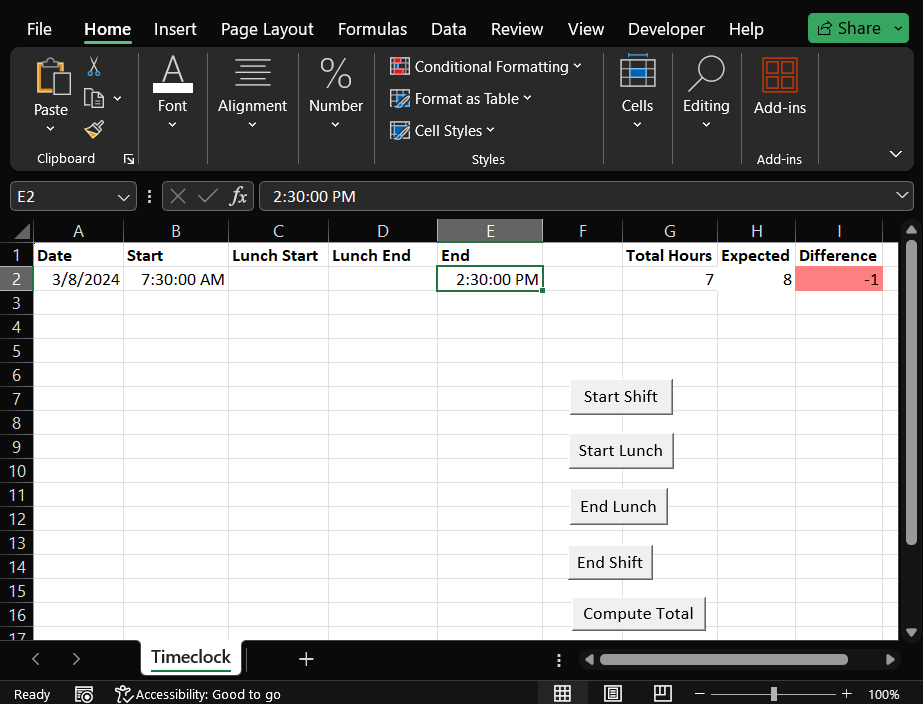 File Home Insert Page Layout Formulas Data Review View Developer Help Share
Paste Font Alignment Number Conditional Formatting Format as Table Cell Styles Cells Editing Add-ins
Clipboard Styles Add-ins
E2 fx 2:30:00 PM
A B C D E F G H I
1 Date Start Lunch Start Lunch End End Total Hours Expected Difference
2 3/8/2024 7:30:00 AM 2:30:00 PM 7 8 -1
3
4
5
6
7 Start Shift
8
9 Start Lunch
10
11
12 End Lunch
13
14 End Shift
15
16 Compute Total
17
Timeclock
Ready Accessibility: Good to go 100%